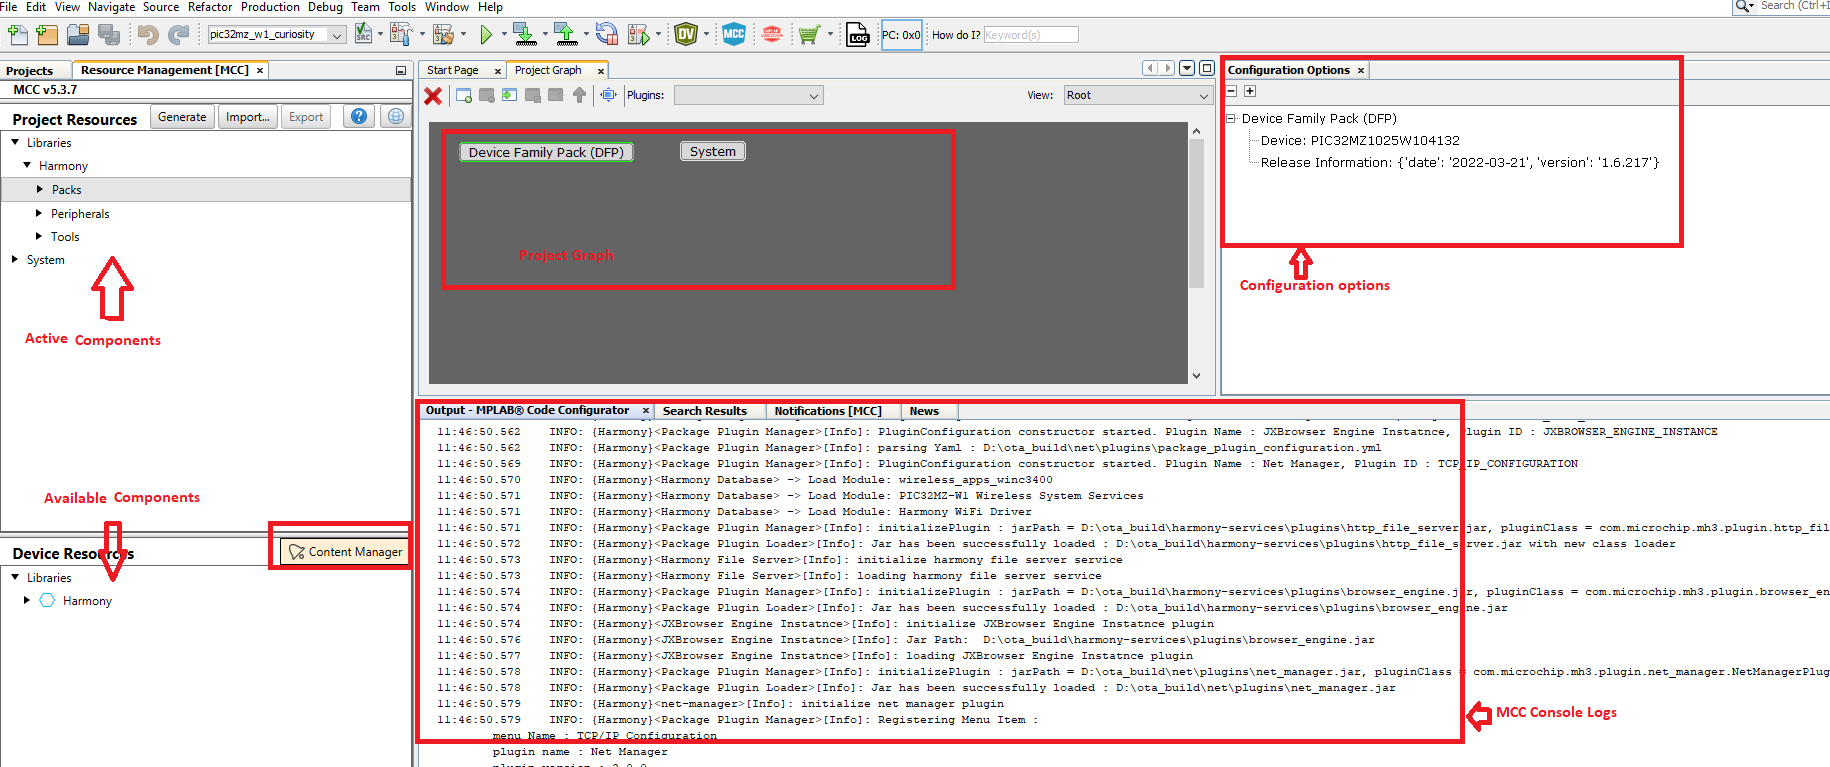 File Edit View Navigate Source Refactor Production Debug Team Tools Window Help
Search (Ctrl+I
pic32mz_w1_curiosity
SRC
DV
MCC
LOG
PC: 0x0
How do I?
Keyword(s)
Projects
Resource Management [MCC] ×
MCC v5.3.7
Project Resources
Generate
Import...
Export
?
Libraries
Harmony
Packs
Peripherals
Tools
System
Active Components
Available Components
Device Resources
Content Manager
Libraries
Harmony
Start Page ×
Project Graph ×
Plugins:
View:
Root
Device Family Pack (DFP)
System
Project Graph
Configuration Options ×
Device Family Pack (DFP)
Device: PIC32MZ1025W104132
Release Information: {'date': '2022-03-21', 'version': '1.6.217'}
Configuration options
Output - MPLAB® Code Configurator ×
Search Results
Notifications [MCC]
News
11:46:50.562 INFO: {Harmony}<Package Plugin Manager>[Info]: PluginConfiguration constructor started. Plugin Name : JXBrowser Engine Instatnce, Plugin ID : JXBROWSER_ENGINE_INSTANCE
11:46:50.562 INFO: {Harmony}<Package Plugin Manager>[Info]: parsing Yaml : D:\ota_build\net\plugins\package_plugin_configuration.yml
11:46:50.569 INFO: {Harmony}<Package Plugin Manager>[Info]: PluginConfiguration constructor started. Plugin Name : Net Manager, Plugin ID : TCP_IP_CONFIGURATION
11:46:50.570 INFO: {Harmony}<Harmony Database> -> Load Module: wireless_apps_winc3400
11:46:50.571 INFO: {Harmony}<Harmony Database> -> Load Module: PIC32MZ-W1 Wireless System Services
11:46:50.571 INFO: {Harmony}<Harmony Database> -> Load Module: Harmony WiFi Driver
11:46:50.571 INFO: {Harmony}<Package Plugin Manager>[Info]: initializePlugin : jarPath = D:\ota_build\harmony-services\plugins\http_file_server.jar, pluginClass = com.microchip.mh3.plugin.http_fil
11:46:50.572 INFO: {Harmony}<Package Plugin Loader>[Info]: Jar has been successfully loaded : D:\ota_build\harmony-services\plugins\http_file_server.jar with new class loader
11:46:50.573 INFO: {Harmony}<Harmony File Server>[Info]: initialize harmony file server service
11:46:50.573 INFO: {Harmony}<Harmony File Server>[Info]: loading harmony file server service
11:46:50.574 INFO: {Harmony}<Package Plugin Manager>[Info]: initializePlugin : jarPath = D:\ota_build\harmony-services\plugins\browser_engine.jar, pluginClass = com.microchip.mh3.plugin.browser_en
11:46:50.574 INFO: {Harmony}<Package Plugin Loader>[Info]: Jar has been successfully loaded : D:\ota_build\harmony-services\plugins\browser_engine.jar
11:46:50.574 INFO: {Harmony}<JXBrowser Engine Instatnce>[Info]: initialize JXBrowser Engine Instatnce plugin
11:46:50.576 INFO: {Harmony}<JXBrowser Engine Instatnce>[Info]: Jar Path: D:\ota_build\harmony-services\plugins\browser_engine.jar
11:46:50.577 INFO: {Harmony}<JXBrowser Engine Instatnce>[Info]: loading JXBrowser Engine Instatnce plugin
11:46:50.578 INFO: {Harmony}<Package Plugin Manager>[Info]: initializePlugin : jarPath = D:\ota_build\net\plugins\net_manager.jar, pluginClass = com.microchip.mh3.plugin.net_manager.NetManagerPlug
11:46:50.578 INFO: {Harmony}<Package Plugin Loader>[Info]: Jar has been successfully loaded : D:\ota_build\net\plugins\net_manager.jar
11:46:50.579 INFO: {Harmony}<net-manager>[Info]: initialize net manager plugin
11:46:50.579 INFO: {Harmony}<Package Plugin Manager>[Info]: Registering Menu Item :
menu Name : TCP/IP Configuration
plugin name : Net Manager
MCC Console Logs